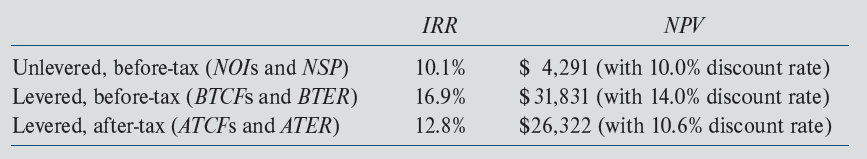 IRR NPV
Unlevered, before-tax (NOIs and NSP) 10.1% $ 4,291 (with 10.0% discount rate)
Levered, before-tax (BTCFs and BTER) 16.9% $31,831 (with 14.0% discount rate)
Levered, after-tax (ATCFs and ATER) 12.8% $26,322 (with 10.6% discount rate)